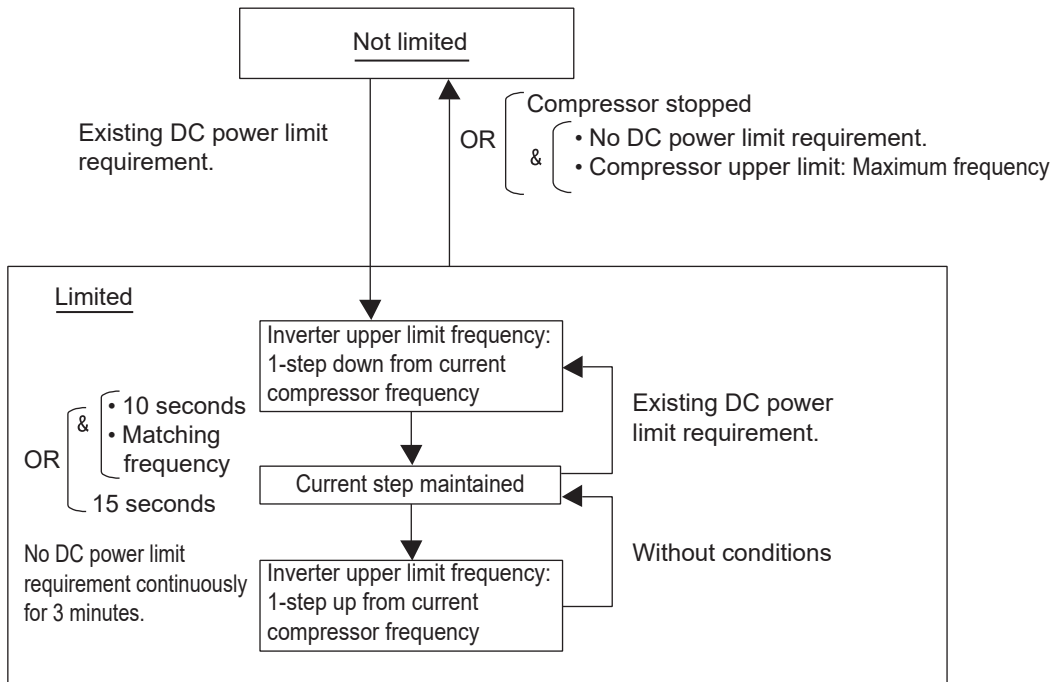 Not limited
Existing DC power limit
requirement.
OR
Compressor stopped
&
• No DC power limit requirement.
• Compressor upper limit: Maximum frequency
Limited
Inverter upper limit frequency:
1-step down from current
compressor frequency
OR
&
• 10 seconds
• Matching
frequency
15 seconds
Existing DC power
limit requirement.
Current step maintained
No DC power limit
requirement continuously
for 3 minutes.
Without conditions
Inverter upper limit frequency:
1-step up from current
compressor frequency